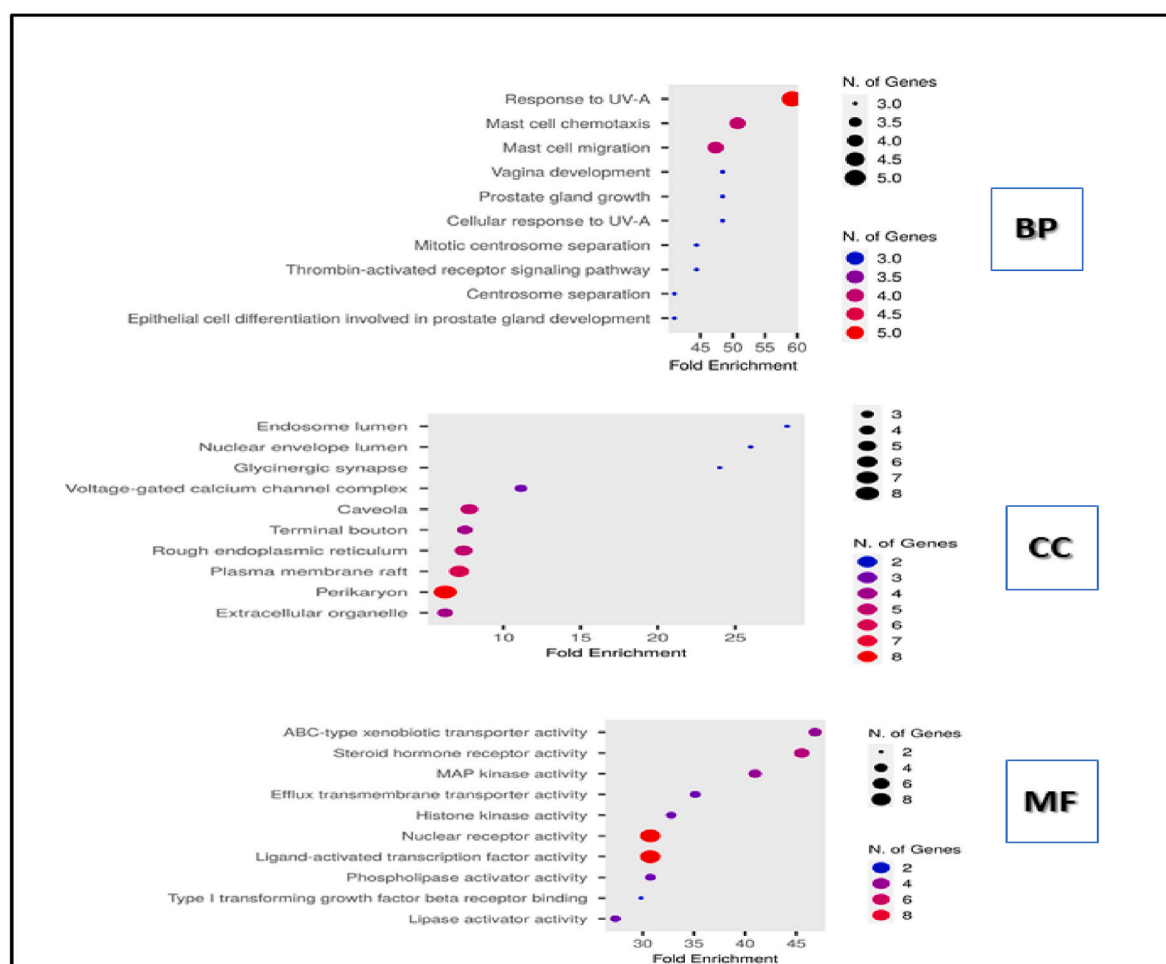 N. of Genes
Response to UV-A
3.0
Mast cell chemotaxis
3.5
Mast cell migration
4.0
Vagina development
4.5
Prostate gland growth
5.0
Cellular response to UV-A
BP
N. of Genes
Mitotic centrosome separation
3.0
Thrombin-activated receptor signaling pathway
3.5
Centrosome separation
4.0
Epithelial cell differentiation involved in prostate gland development
4.5
5.0
45 50 55 60
Fold Enrichment
Endosome lumen
3
Nuclear envelope lumen
4
Glycinergic synapse
5
Voltage-gated calcium channel complex
6
Caveola
7
Terminal bouton
8
Rough endoplasmic reticulum
N. of Genes
CC
Plasma membrane raft
2
Perikaryon
3
Extracellular organelle
4
5
6
7
8
10 15 20 25
Fold Enrichment
ABC-type xenobiotic transporter activity
N. of Genes
Steroid hormone receptor activity
2
MAP kinase activity
4
Efflux transmembrane transporter activity
6
Histone kinase activity
8
MF
Nuclear receptor activity
Ligand-activated transcription factor activity
N. of Genes
Phospholipase activator activity
2
Type I transforming growth factor beta receptor binding
4
Lipase activator activity
6
8
30 35 40 45
Fold Enrichment